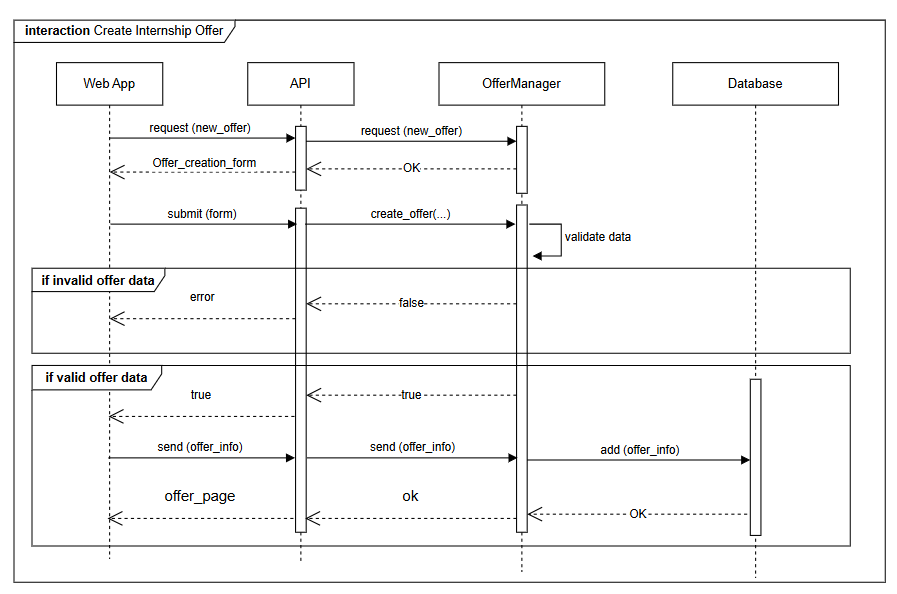 interaction Create Internship Offer
Web App
API
OfferManager
Database
request (new_offer)
request (new_offer)
Offer_creation_form
OK
submit (form)
create_offer(...)
validate data
if invalid offer data
error
false
if valid offer data
true
true
send (offer_info)
send (offer_info)
add (offer_info)
offer_page
ok
OK